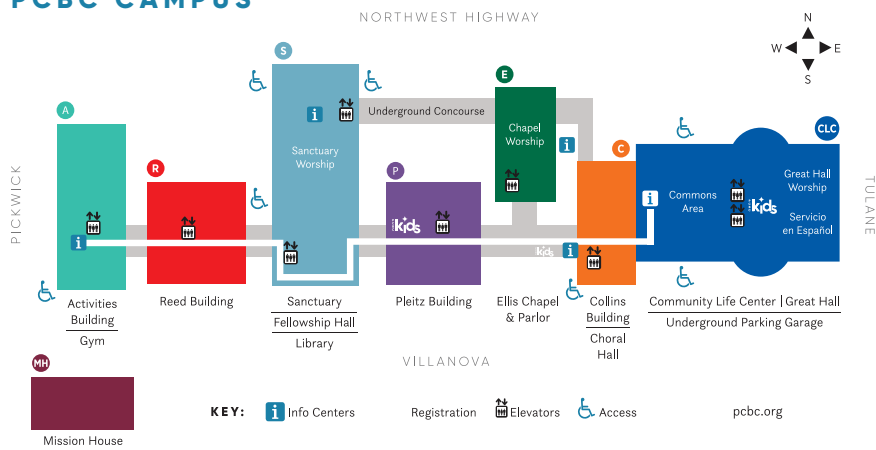 PCBC CAMPUS
NORTHWEST HIGHWAY
N
W
E
S
S
E
A
Underground Concourse
CLC
Chapel
Worship
C
Sanctuary
Worship
R
P
Great Hall
Worship
Commons
Area
kids
Servicio
en Español
kids
kids
PICKWICK
TULANE
Activities
Building
Gym
Reed Building
Sanctuary
Fellowship Hall
Library
Pleitz Building
Ellis Chapel
& Parlor
Collins
Building
Choral
Hall
Community Life Center | Great Hall
Underground Parking Garage
VILLANOVA
MH
Mission House
KEY:
i Info Centers
Registration
Elevators
Access
pcbc.org